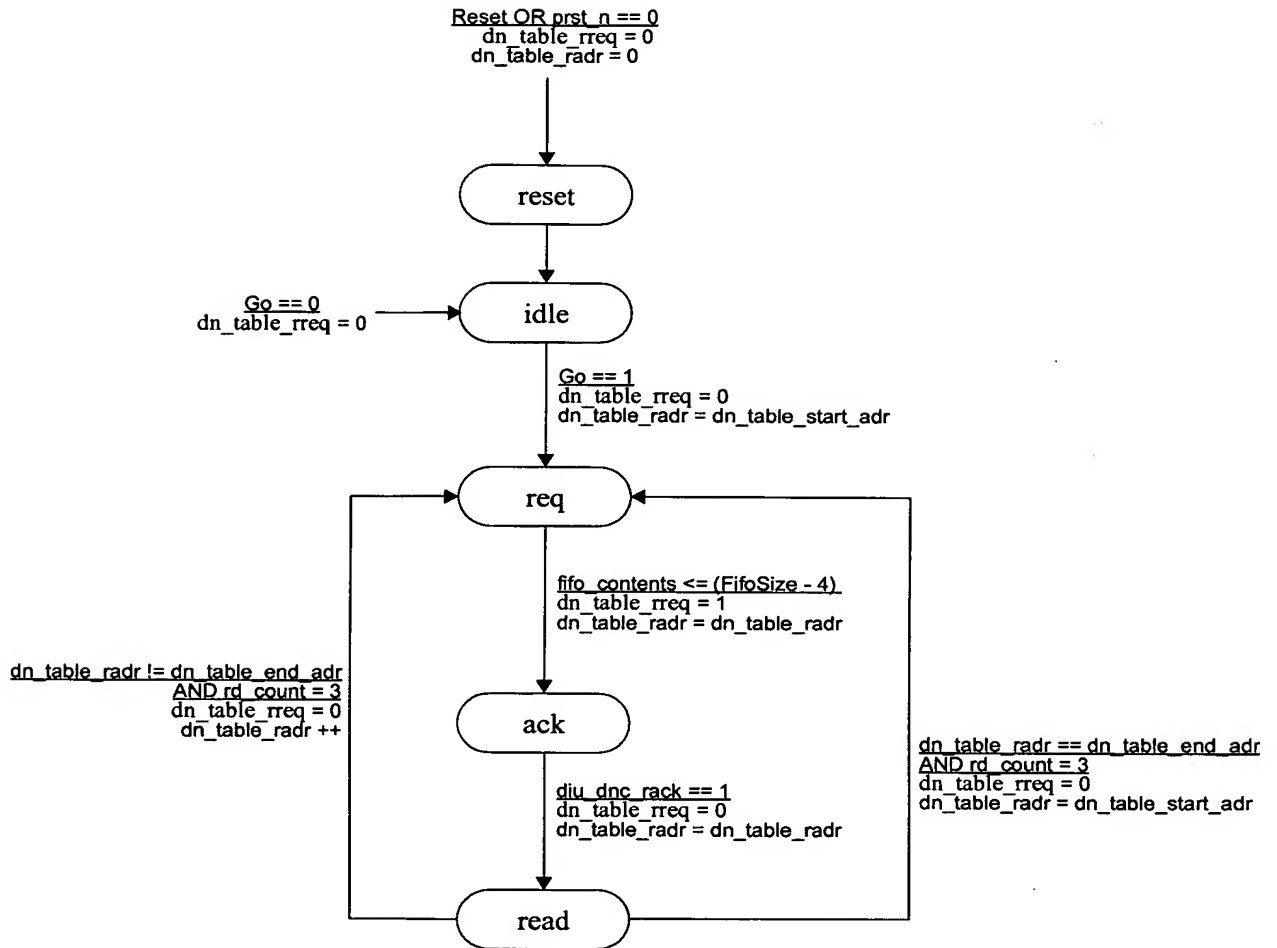 Reset OR prst_n == 0
dn_table_rreq = 0
dn_table_radr = 0
reset
Go == 0
dn_table_rreq = 0
idle
Go == 1
dn_table_rreq = 0
dn_table_radr = dn_table_start_adr
req
fifo_contents <= (FifoSize - 4)
dn_table_rreq = 1
dn_table_radr = dn_table_radr
dn_table_radr != dn_table_end_adr
AND rd_count = 3
dn_table_rreq = 0
dn_table_radr ++
ack
dn_table_radr == dn_table_end_adr
AND rd_count = 3
dn_table_rreq = 0
dn_table_radr = dn_table_start_adr
diu_dnc_rack == 1
dn_table_rreq = 0
dn_table_radr = dn_table_radr
read